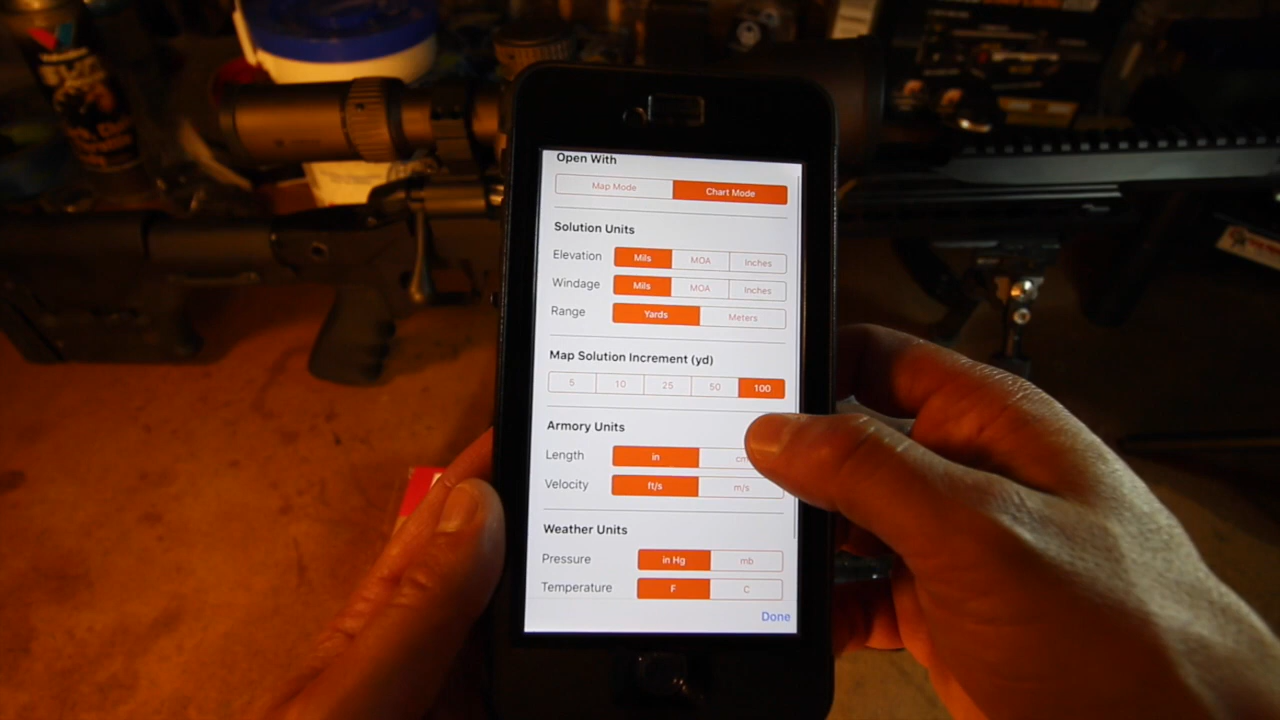 Open With
Map Mode Chart Mode
Solution Units
Elevation Mils MOA Inches
Windage Mils MOA Inches
Range Yards Meters
Map Solution Increment (yd)
5 10 25 50 100
Armory Units
Length in cm
Velocity ft/s m/s
Weather Units
Pressure in Hg mb
Temperature F C
Done